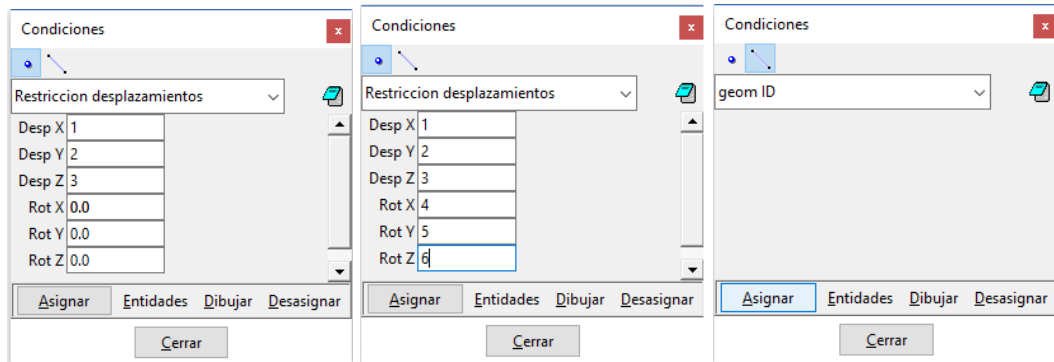 Condiciones
x
Restriccion desplazamientos
Desp X 1
Desp Y 2
Desp Z 3
Rot X 0.0
Rot Y 0.0
Rot Z 0.0
Asignar Entidades Dibujar Desasignar
Cerrar
Condiciones
x
Restriccion desplazamientos
Desp X 1
Desp Y 2
Desp Z 3
Rot X 4
Rot Y 5
Rot Z 6
Asignar Entidades Dibujar Desasignar
Cerrar
Condiciones
x
geom ID
Asignar Entidades Dibujar Desasignar
Cerrar